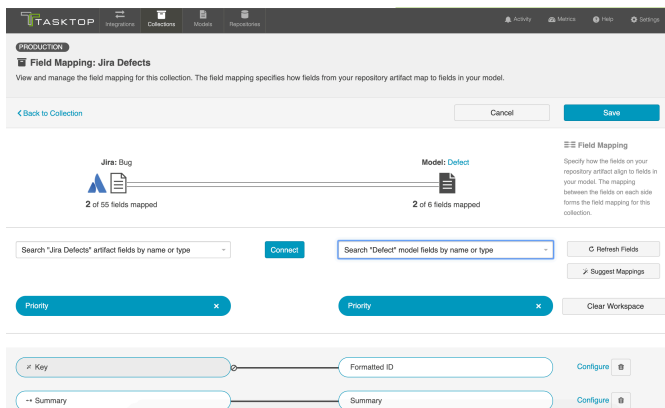 TASKTOP
Integrations
Collections
Models
Repositories
Activity
Metrics
Help
Settings
PRODUCTION
Field Mapping: Jira Defects
View and manage the field mapping for this collection. The field mapping specifies how fields from your repository artifact map to fields in your model.
Back to Collection
Cancel
Save
Jira: Bug
2 of 55 fields mapped
Model: Defect
2 of 6 fields mapped
Field Mapping
Specify how the fields on your
repository artifact align to fields in
your model. The mapping
between the fields on each side
forms the field mapping for this
collection.
Search "Jira Defects" artifact fields by name or type
Connect
Search "Defect" model fields by name or type
Refresh Fields
Suggest Mappings
Priority
Priority
Clear Workspace
Key
Formatted ID
Configure
Summary
Summary
Configure